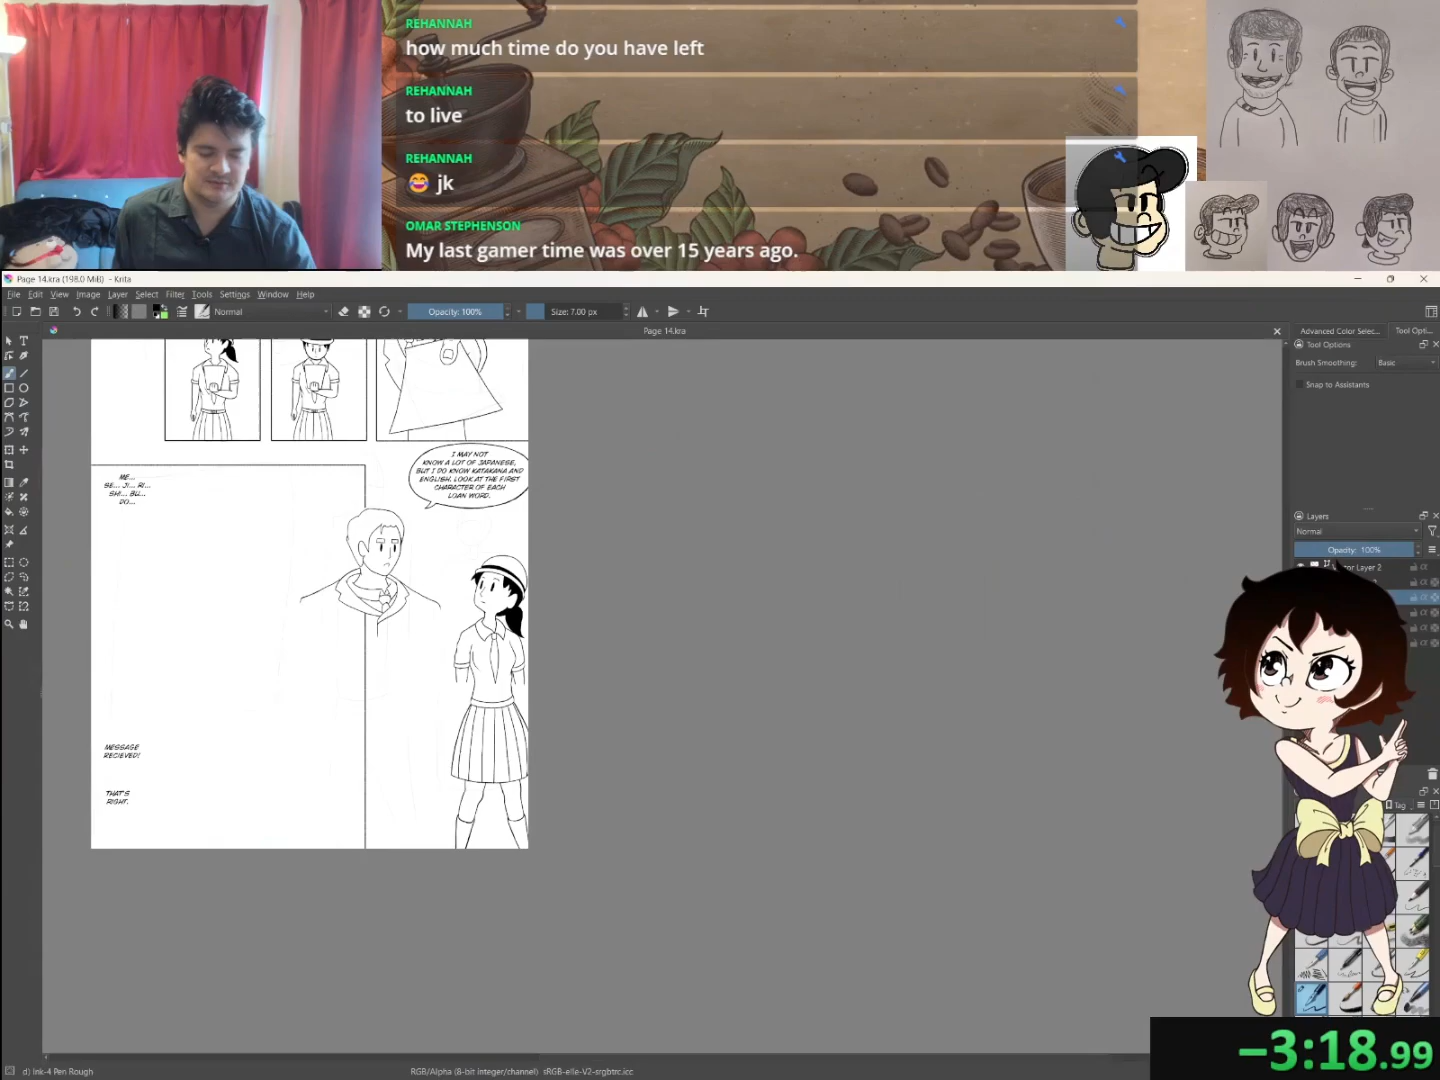 REHANNAH
how much time do you have left
REHANNAH
to live
REHANNAH
😂 jk
OMAR STEPHENSON
My last gamer time was over 15 years ago.
Page 14.kra (198.0 MiB) - Krita
File Edit View Image Layer Select Filter Tools Settings Window Help
Normal
Opacity: 100%
Size: 7.00 px
Page 14.kra
Advanced Color Selec...
Tool Opti...
Tool Options
Brush Smoothing:
Basic
Snap to Assistants
I MAY NOT
KNOW A LOT OF JAPANESE,
BUT I DO KNOW KATAKANA AND
ENGLISH. LOOK AT THE FIRST
CHARACTER OF EACH
LOAN WORD.
ME...
SE... JI... RI...
SHI... BU...
DO...
MESSAGE
RECIEVED!
THAT'S
RIGHT.
Layers
Normal
Opacity: 100%
Layer 2
Tag
-3:18.99
d) Ink-4 Pen Rough
RGB/Alpha (8-bit integer/channel) sRGB-elle-V2-srgbtrc.icc